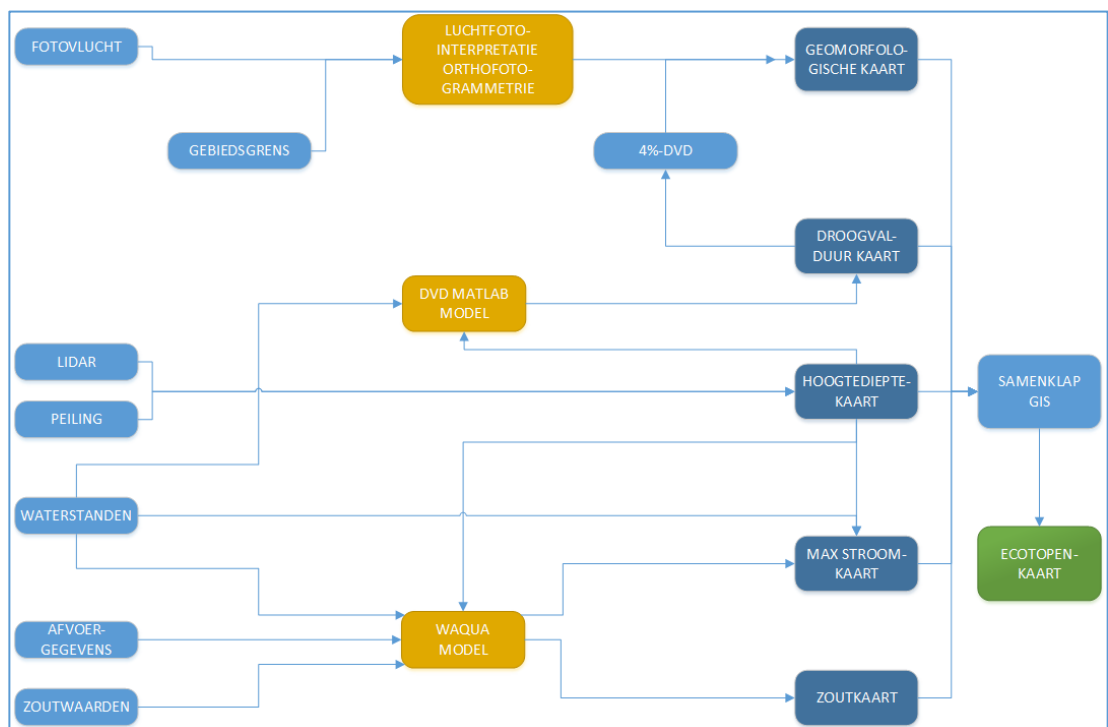 FOTOVLUCHT
LUCHTFOTO-
INTERPRETATIE
ORTHOFOTO-
GRAMMETRIE
GEOMORFOLO-
GISCHE KAART
GEBIEDSGRENS
4%-DVD
DROOGVAL-
DUUR KAART
DVD MATLAB
MODEL
LIDAR
PEILING
HOOGTEDIEPTE-
KAART
SAMENKLAP
GIS
WATERSTANDEN
MAX STROOM-
KAART
ECOTOPEN-
KAART
AFVOER-
GEGEVENS
WAQUA
MODEL
ZOUTWAARDEN
ZOUTKAART